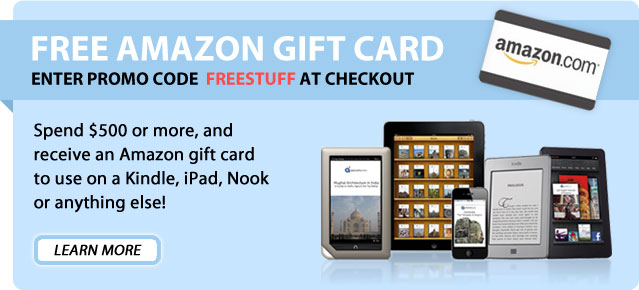 FREE AMAZON GIFT CARD
amazon.com
ENTER PROMO CODE FREESTUFF AT CHECKOUT
Spend $500 or more, and
receive an Amazon gift card
to use on a Kindle, iPad, Nook
or anything else!
kindle
LEARN MORE